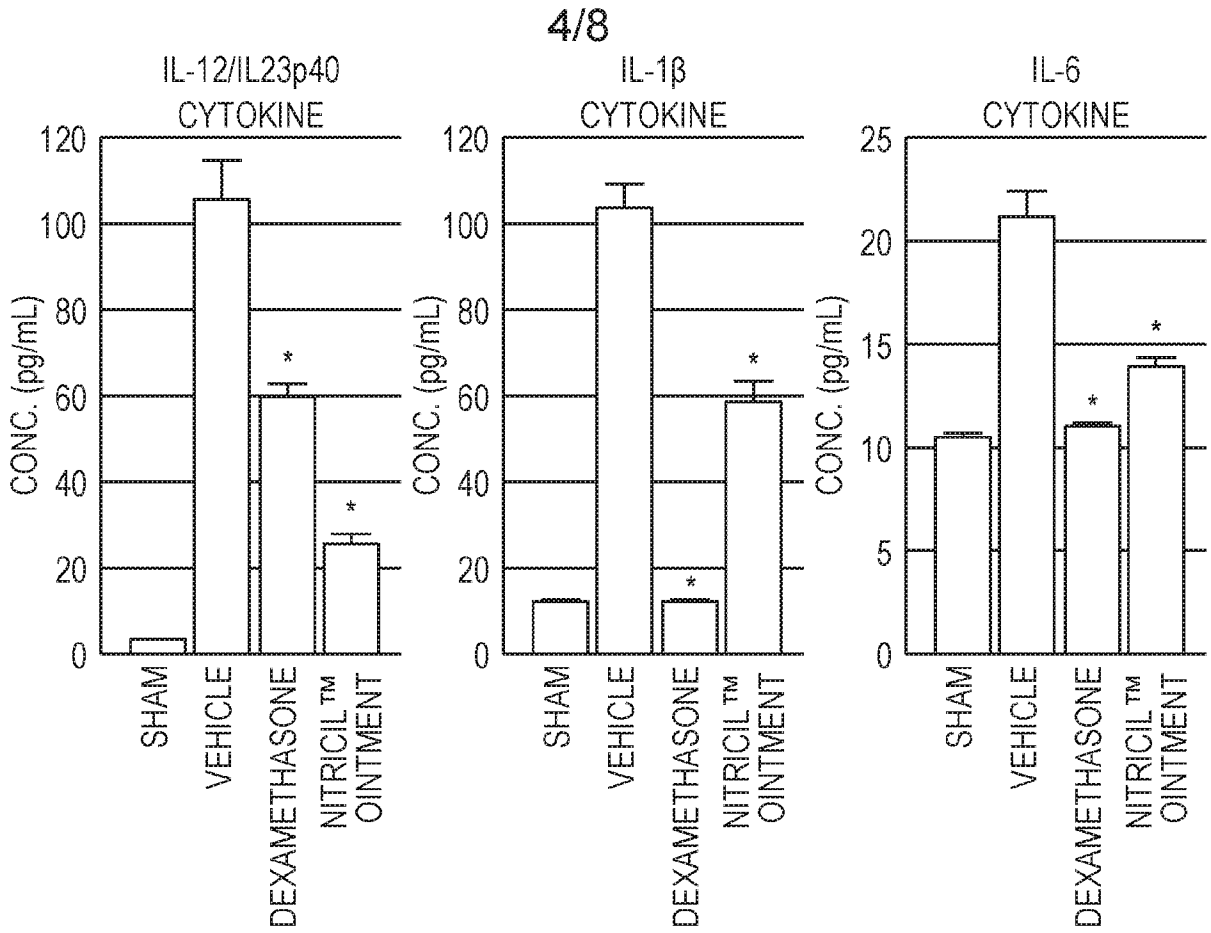 4/8
IL-12/IL23p40
CYTOKINE
120
100
80
60
40
20
0
CONC. (pg/mL)
*
*
SHAM
VEHICLE
DEXAMETHASONE
NITRICIL™
OINTMENT
IL-1β
CYTOKINE
120
100
80
60
40
20
0
CONC. (pg/mL)
*
*
SHAM
VEHICLE
DEXAMETHASONE
NITRICIL™
OINTMENT
IL-6
CYTOKINE
25
20
15
10
5
0
CONC. (pg/mL)
*
*
SHAM
VEHICLE
DEXAMETHASONE
NITRICIL™
OINTMENT